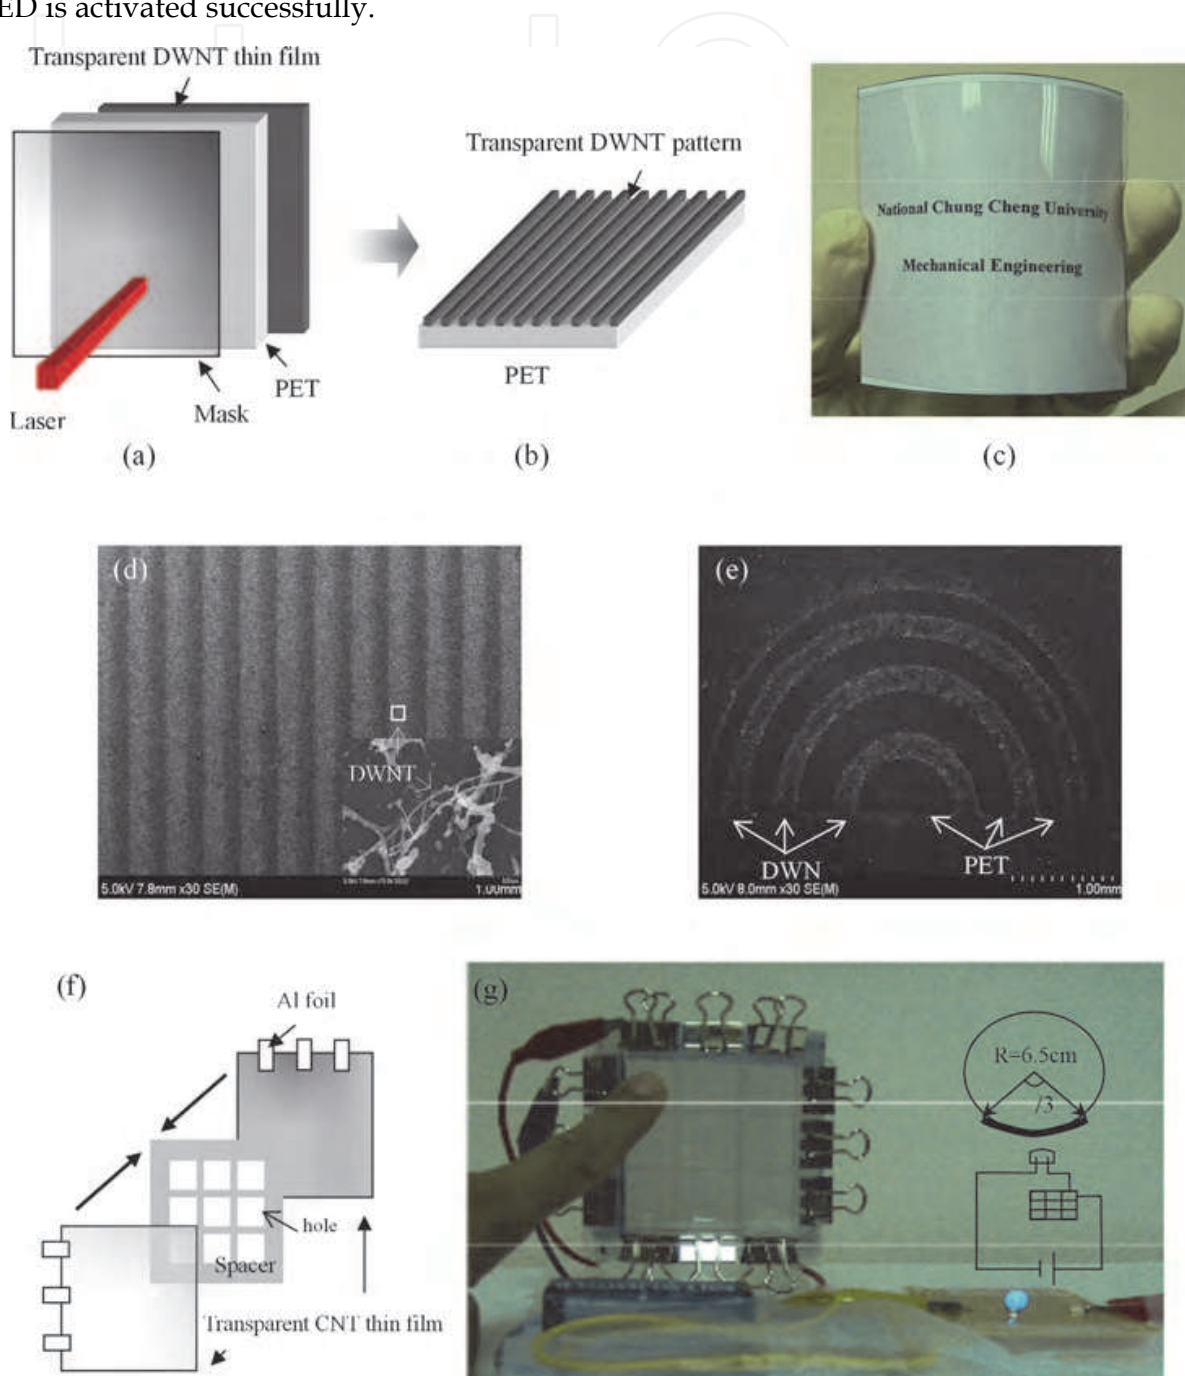 ED is activated successfully.
Transparent DWNT thin film
Transparent DWNT pattern
National Chung Cheng University
Mechanical Engineering
PET
PET
Mask
Laser
(a)
(b)
(c)
(d)
DWNT
5.0kV 7.8mm x30 SE(M)
1.00mm
(e)
DWN
PET
5.0kV 8.0mm x30 SE(M)
1.00mm
(f)
Al foil
hole
Spacer
Transparent CNT thin film
(g)
R=6.5cm
/3